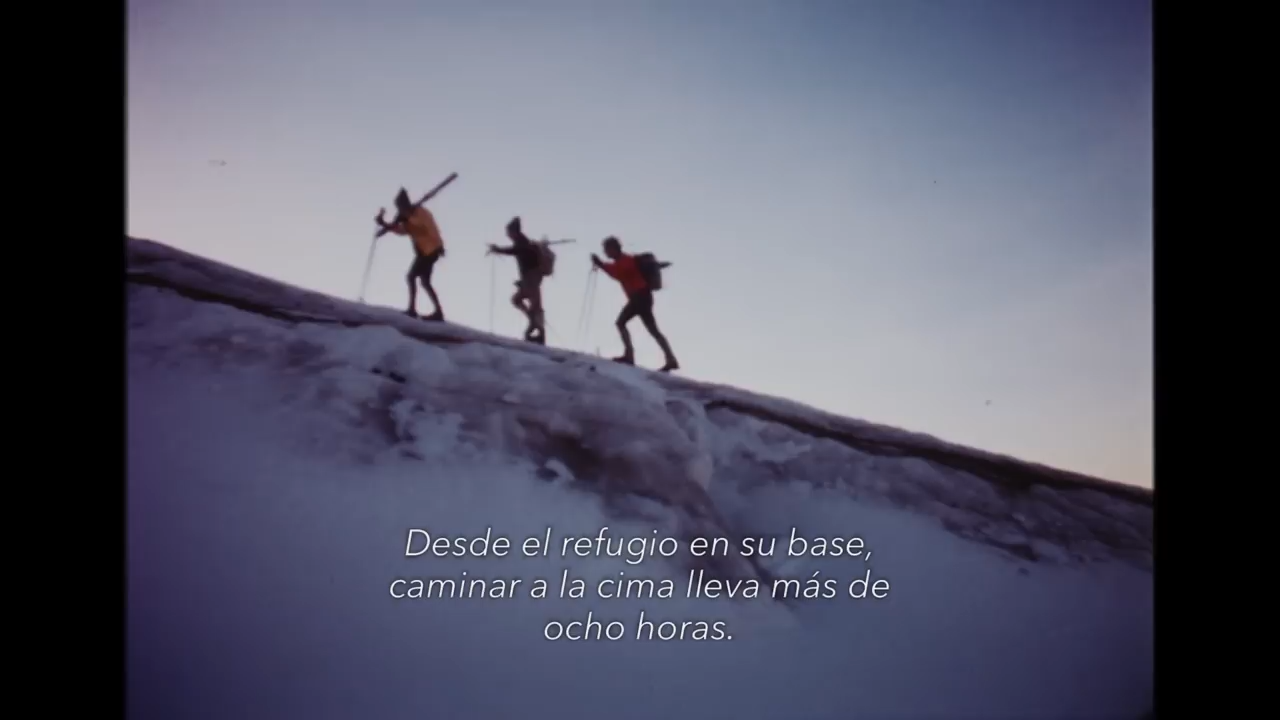 Desde el refugio en su base,
caminar a la cima lleva más de
ocho horas.